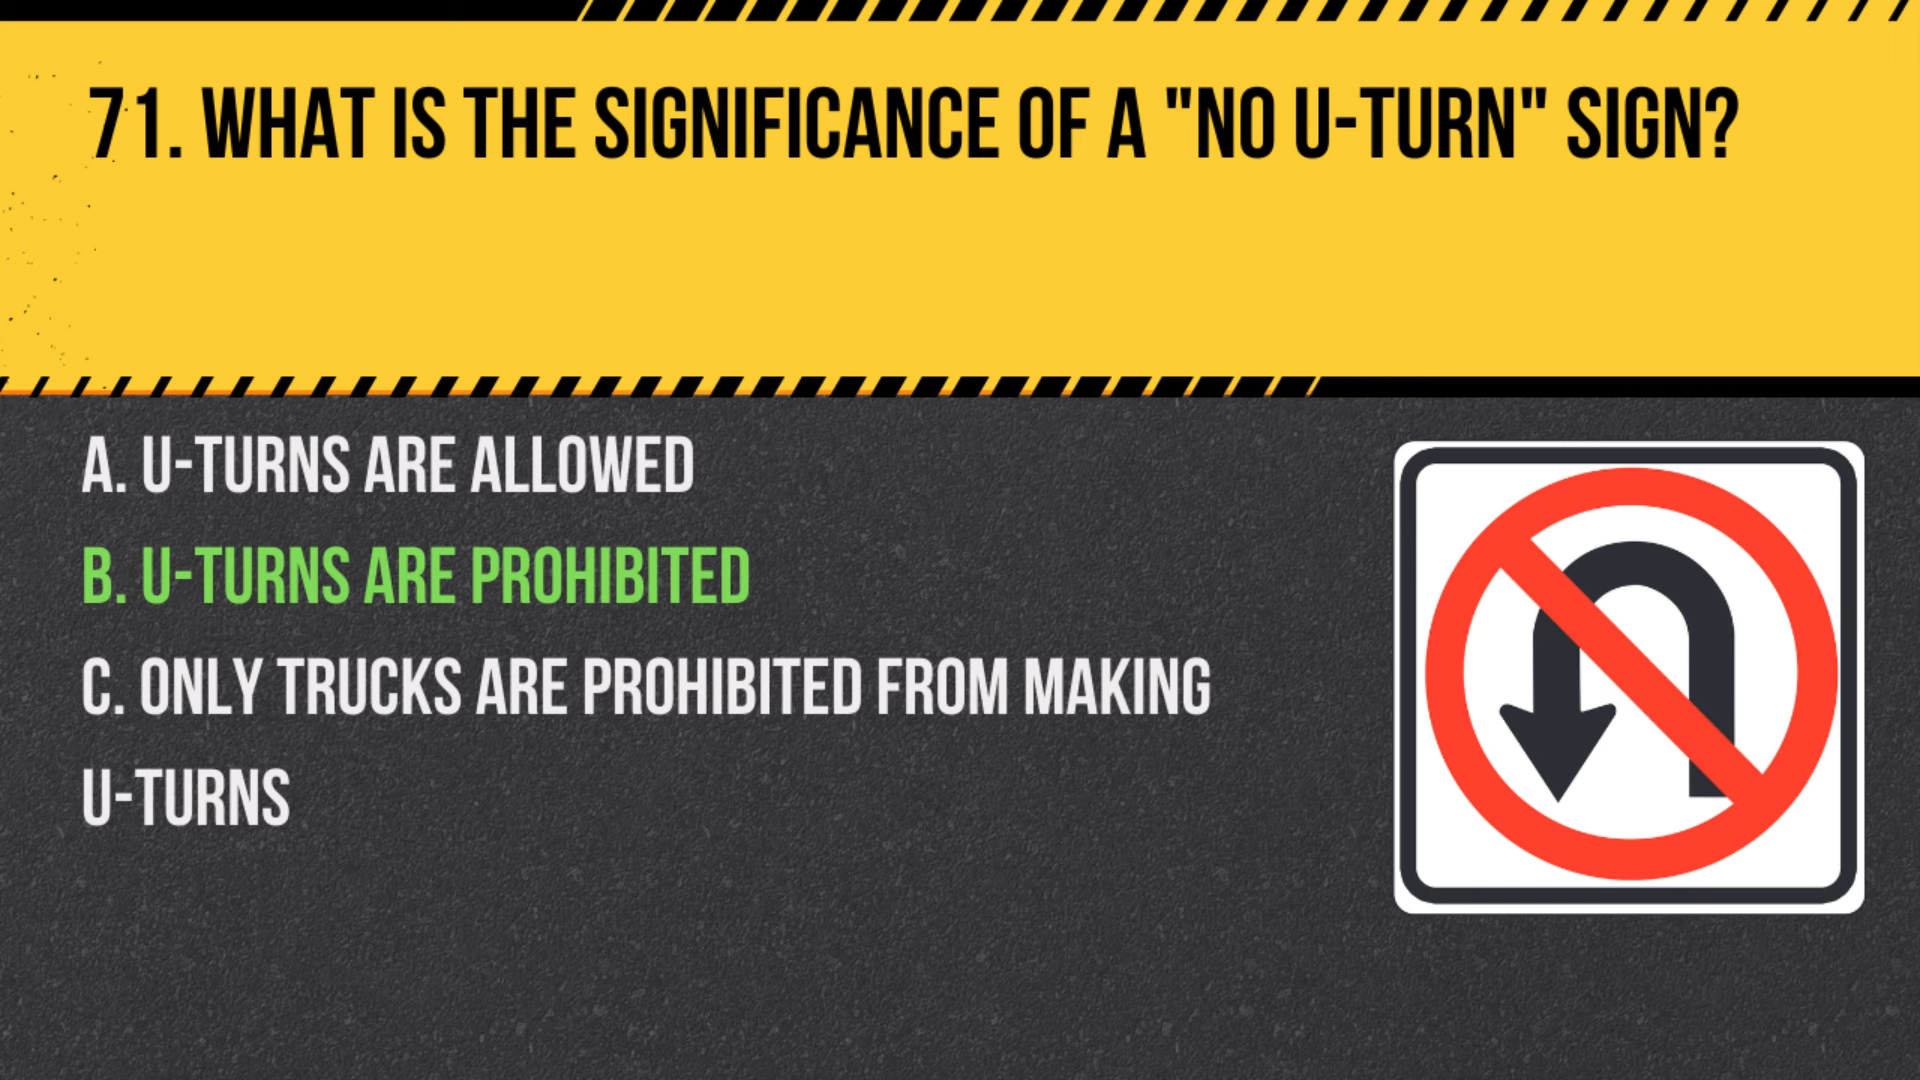 71. WHAT IS THE SIGNIFICANCE OF A "NO U-TURN" SIGN?
A. U-TURNS ARE ALLOWED
B. U-TURNS ARE PROHIBITED
C. ONLY TRUCKS ARE PROHIBITED FROM MAKING
U-TURNS